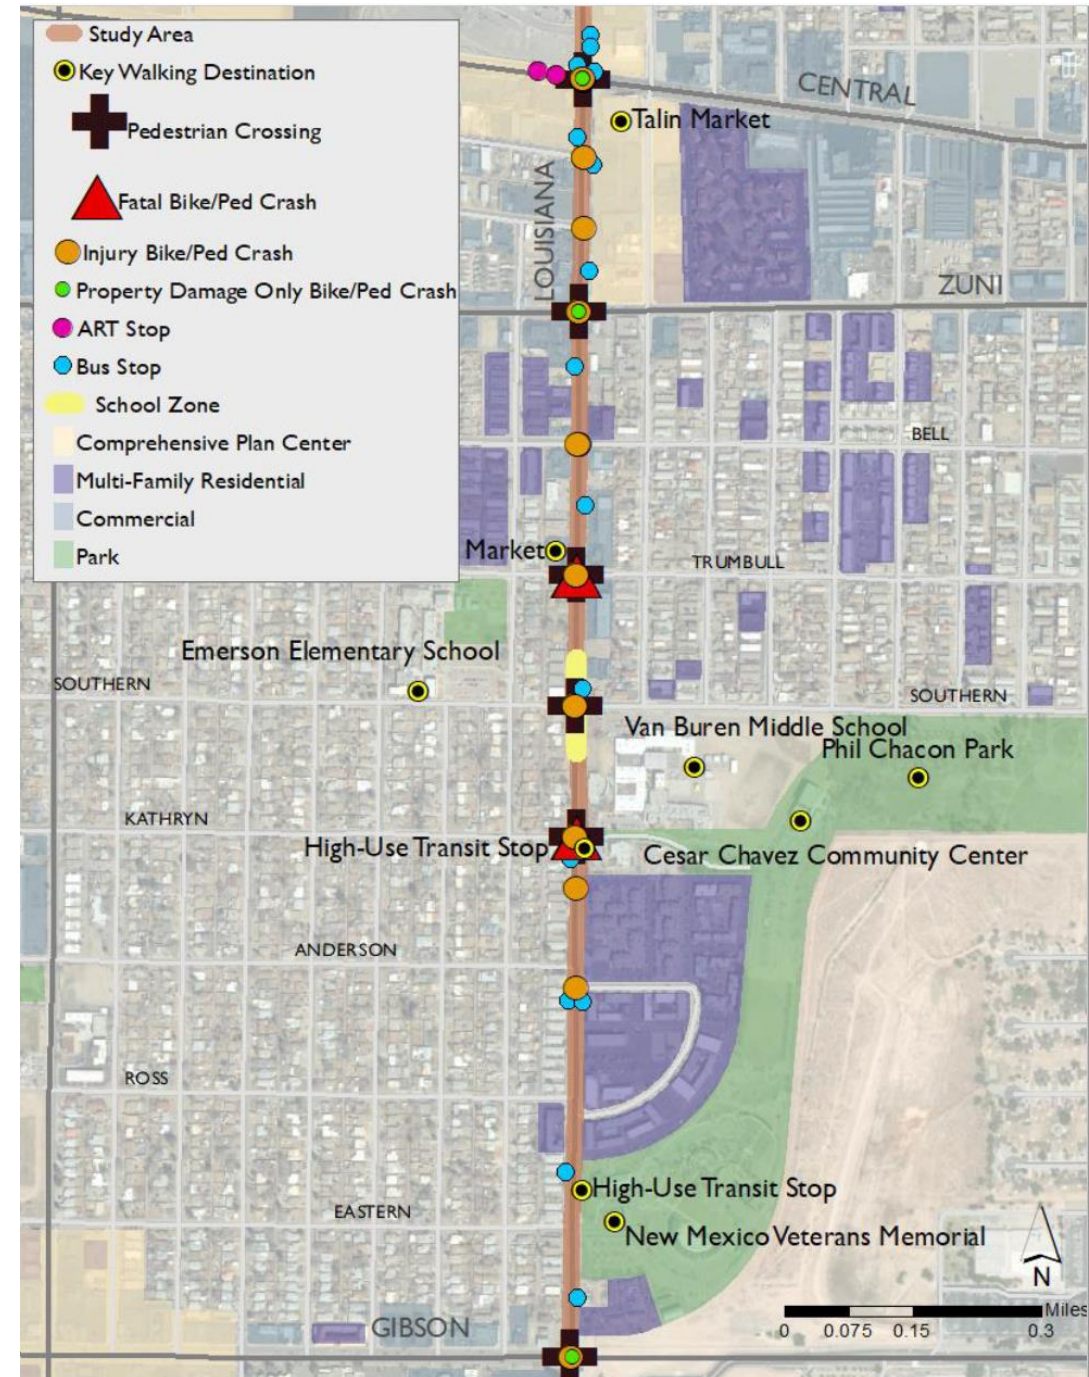 Study Area
Key Walking Destination
Pedestrian Crossing
Fatal Bike/Ped Crash
Injury Bike/Ped Crash
Property Damage Only Bike/Ped Crash
ART Stop
Bus Stop
School Zone
Comprehensive Plan Center
Multi-Family Residential
Commercial
Park
CENTRAL
Talin Market
LOUISIANA
ZUNI
BELL
Market
TRUMBULL
Emerson Elementary School
SOUTHERN
SOUTHERN
Van Buren Middle School
Phil Chacon Park
KATHRYN
High-Use Transit Stop
Cesar Chavez Community Center
ANDERSON
ROSS
High-Use Transit Stop
EASTERN
New Mexico Veterans Memorial
N
GIBSON
Miles
0 0.075 0.15 0.3